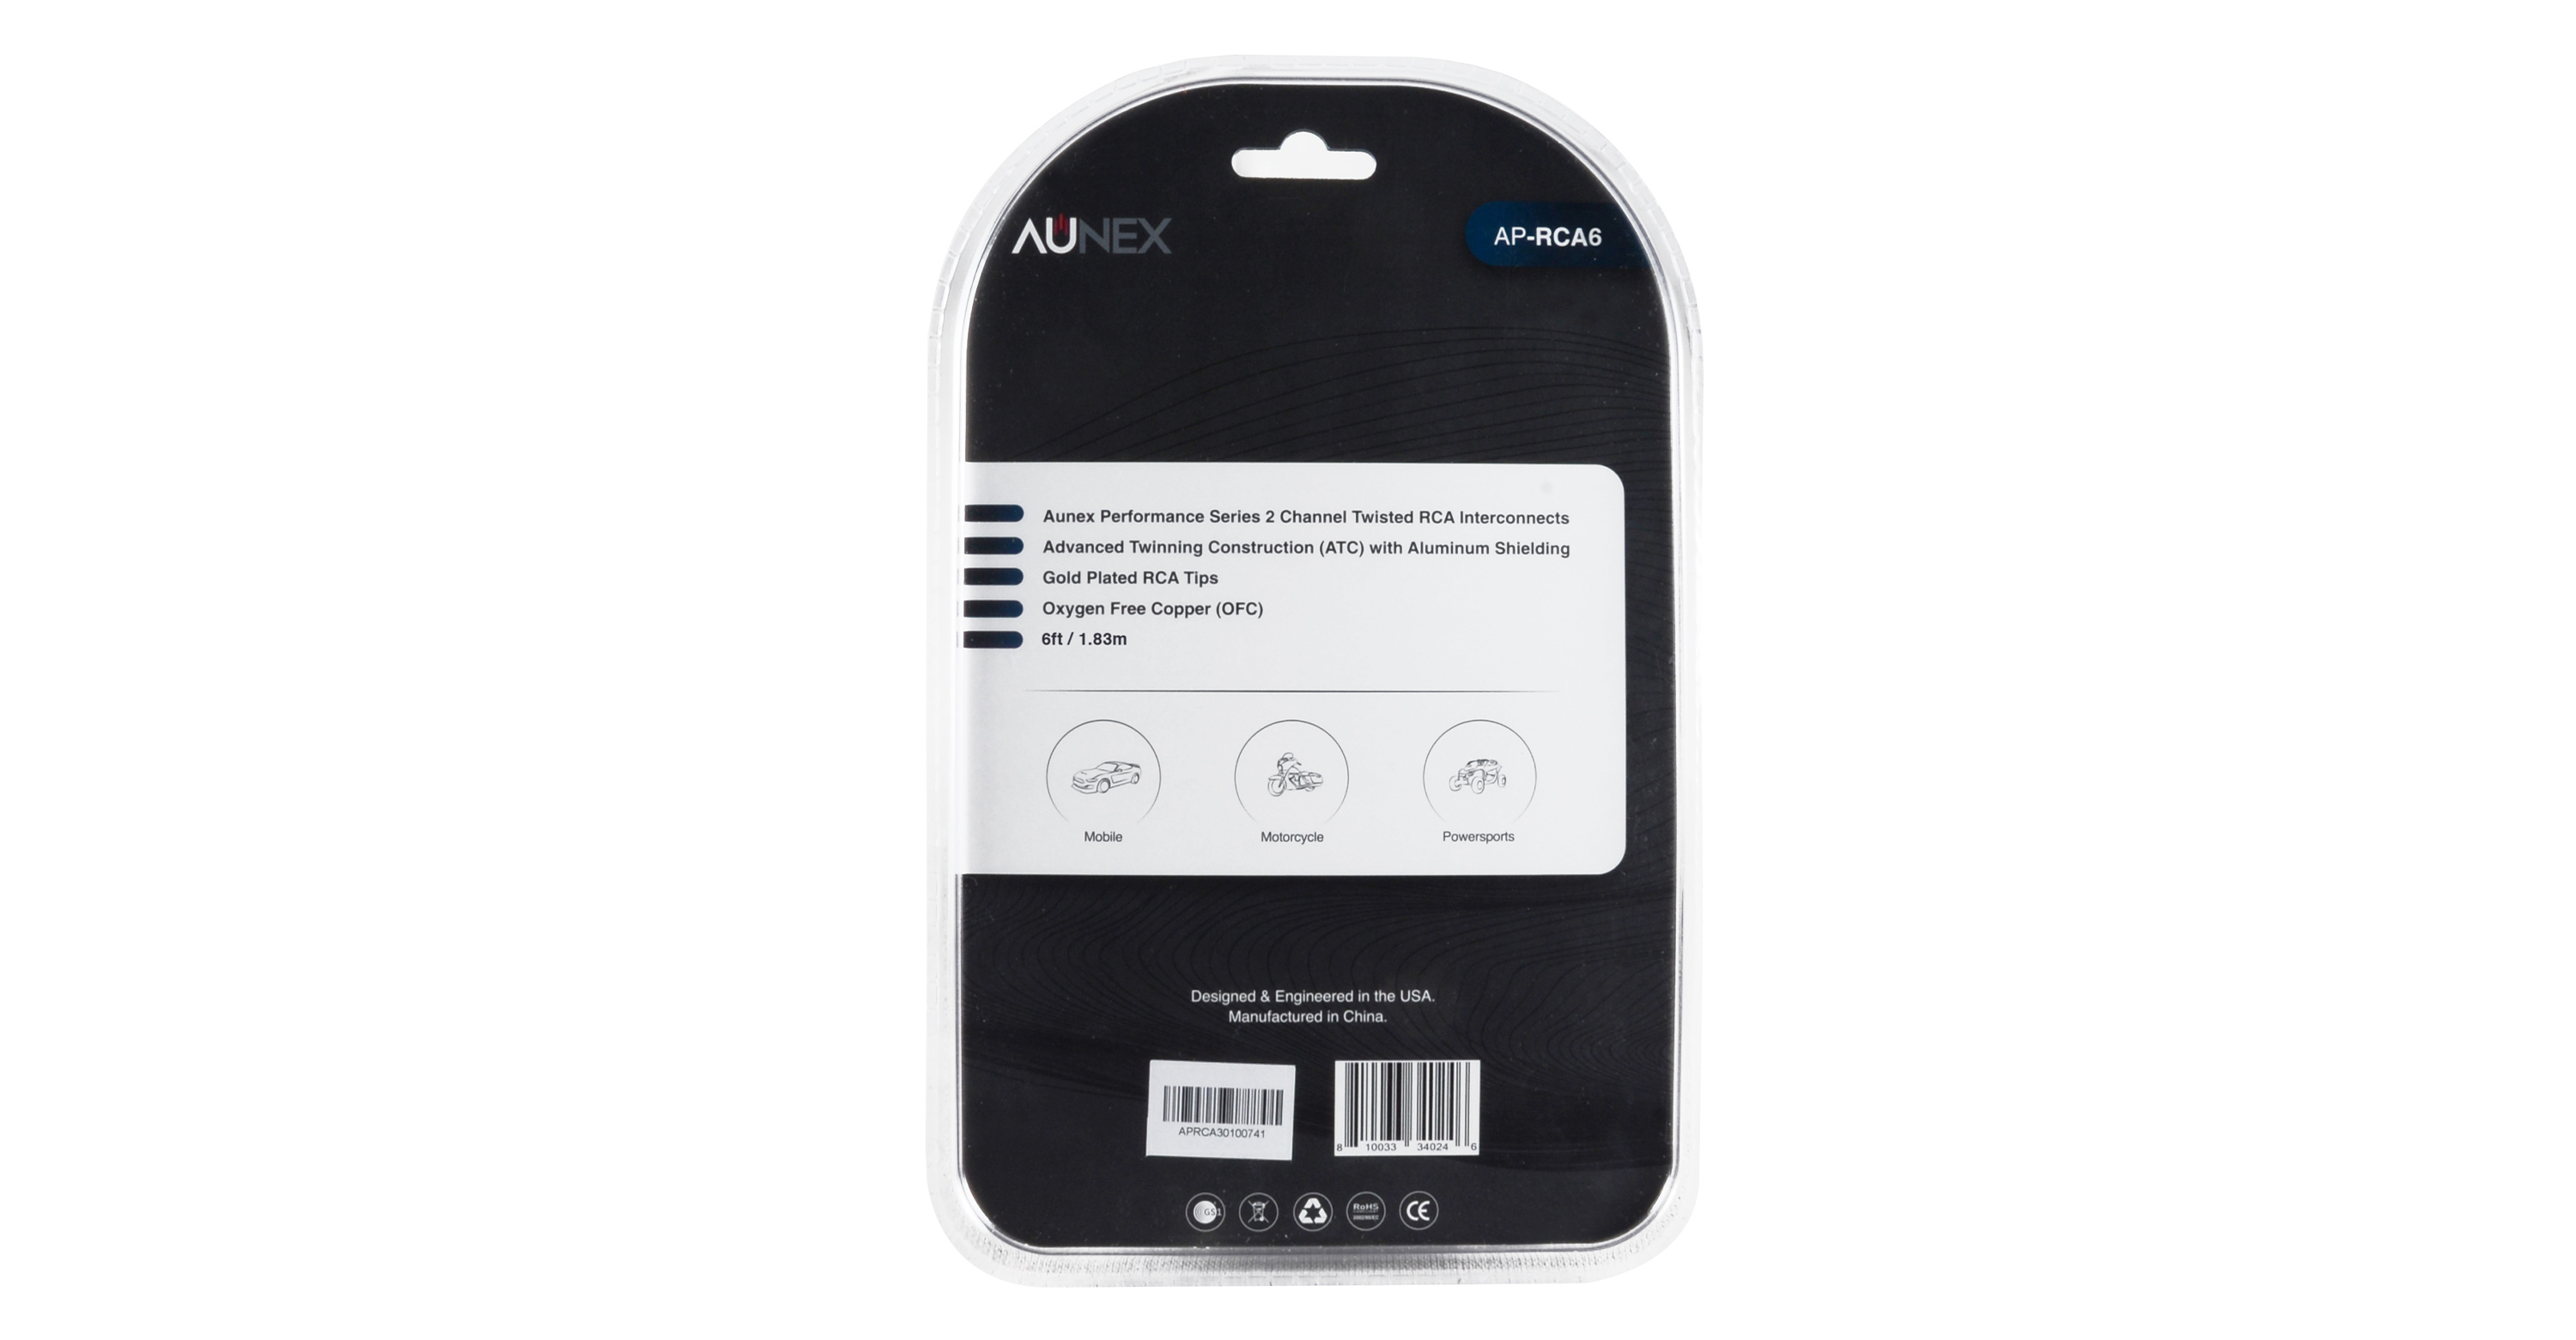 AUNEX
AP-RCA6
Aunex Performance Series 2 Channel Twisted RCA Interconnects
Advanced Twinning Construction (ATC) with Aluminum Shielding
Gold Plated RCA Tips
Oxygen Free Copper (OFC)
6ft / 1.83m
Mobile
Motorcycle
Powersports
Designed & Engineered in the USA.
Manufactured in China.
APRCA30100741
8 10033 34024 6
GS1
RoHS
CE